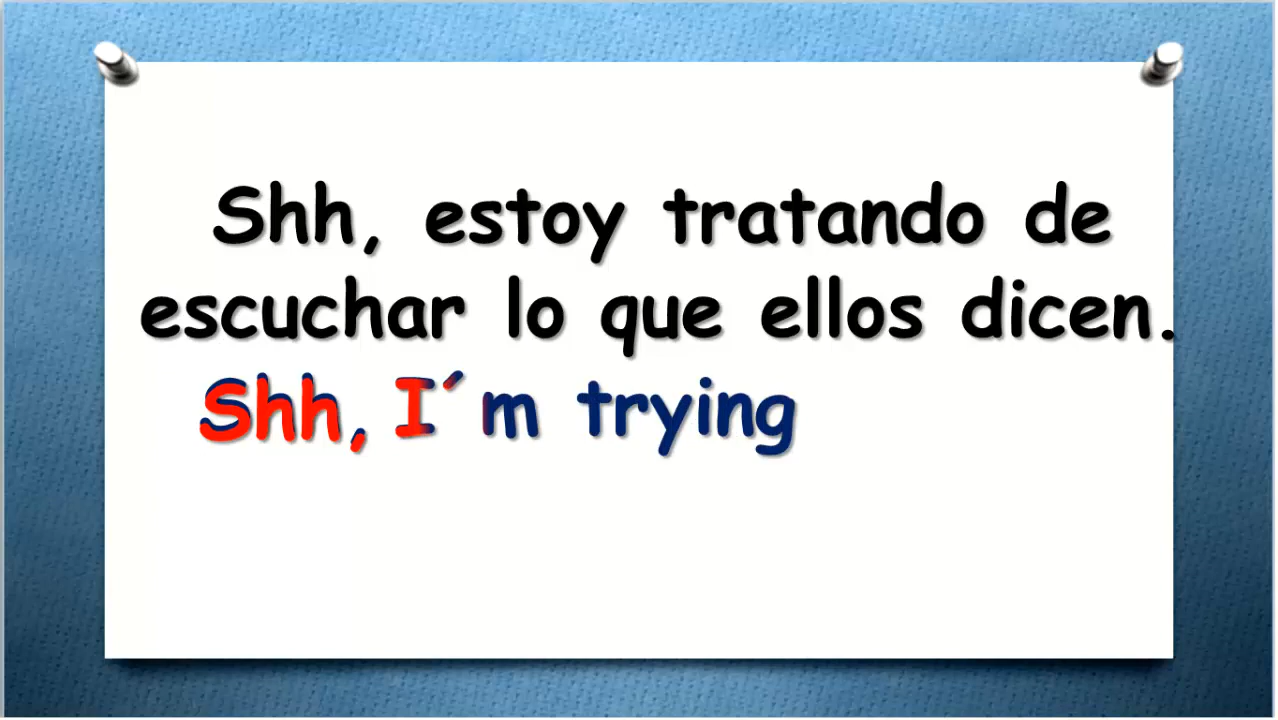 Shh, estoy tratando de
escuchar lo que ellos dicen.
Shh, I´m trying